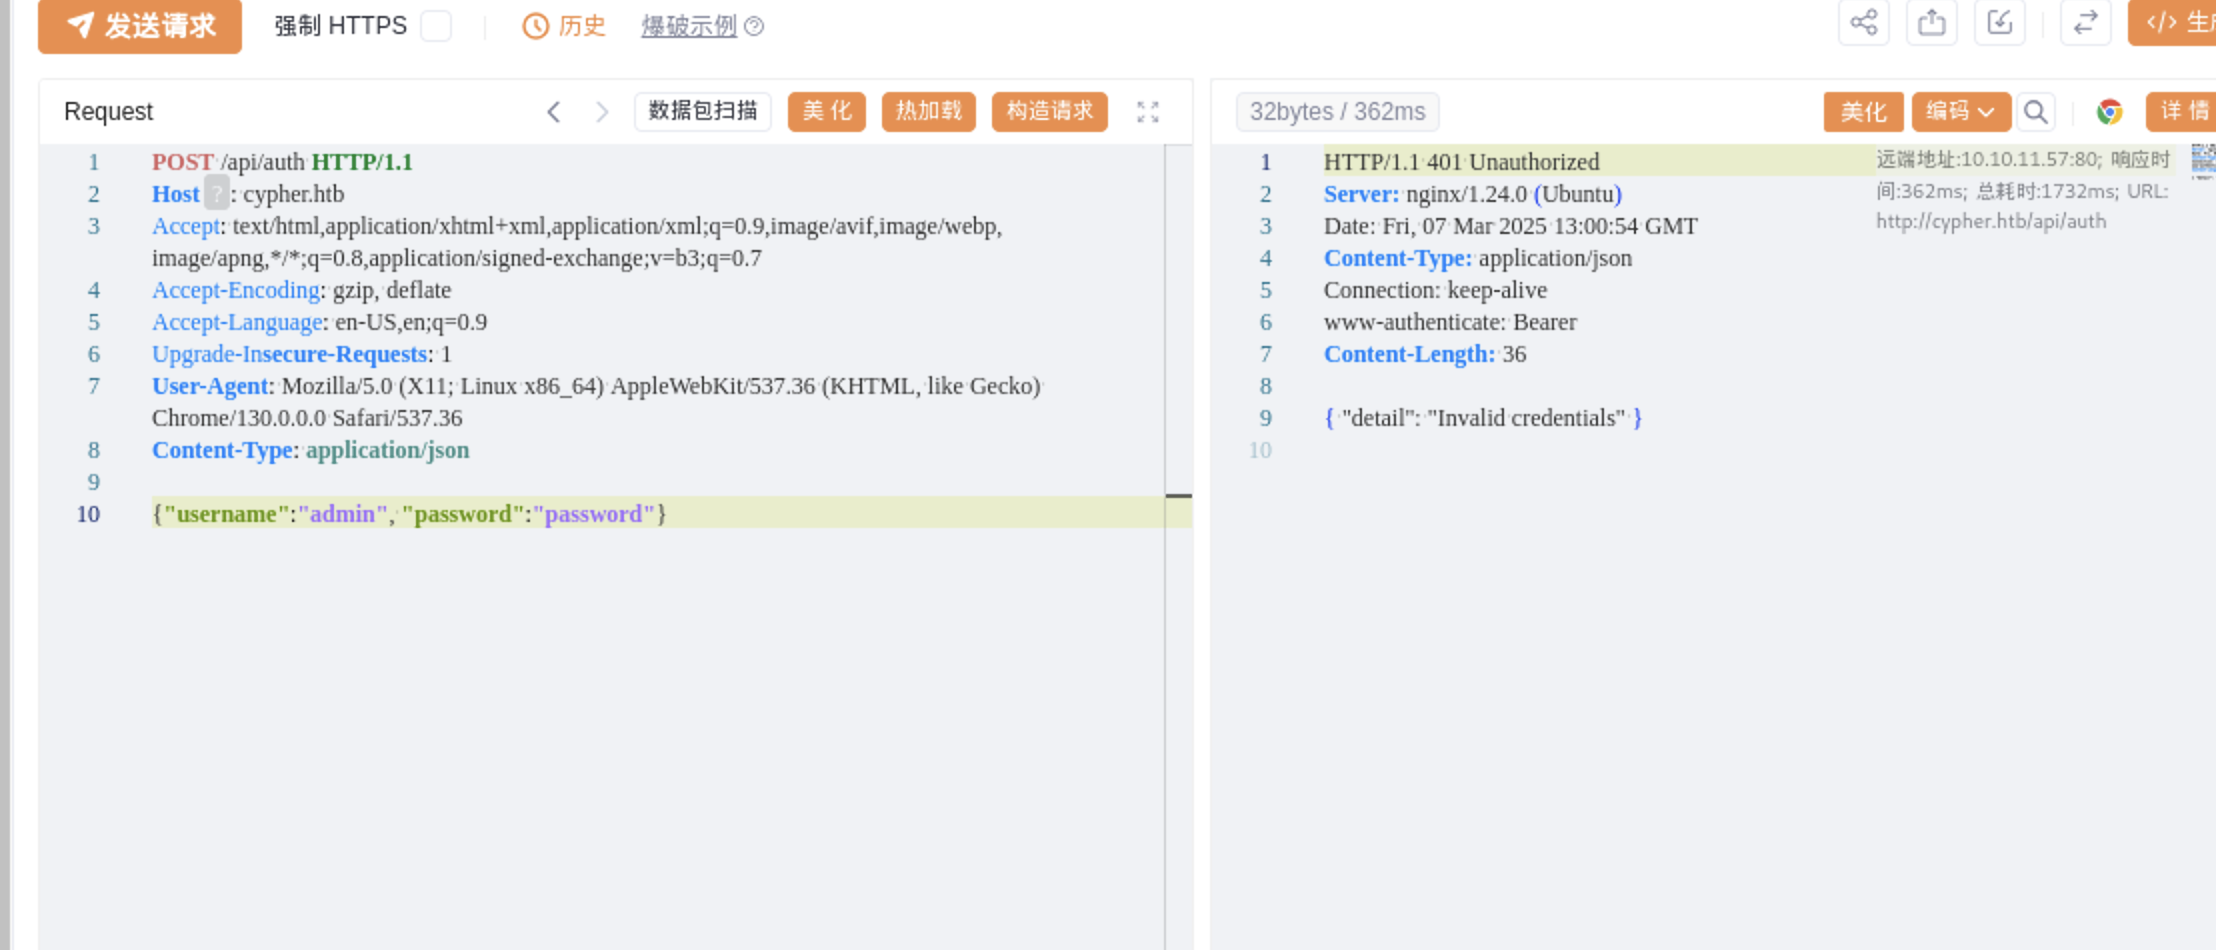 发送请求 强制 HTTPS 历史 爆破示例
Request 数据包扫描 美化 热加载 构造请求
1 POST /api/auth HTTP/1.1
2 Host ? : cypher.htb
3 Accept: text/html,application/xhtml+xml,application/xml;q=0.9,image/avif,image/webp,
image/apng,*/*;q=0.8,application/signed-exchange;v=b3;q=0.7
4 Accept-Encoding: gzip, deflate
5 Accept-Language: en-US,en;q=0.9
6 Upgrade-Insecure-Requests: 1
7 User-Agent: Mozilla/5.0 (X11; Linux x86_64) AppleWebKit/537.36 (KHTML, like Gecko)
Chrome/130.0.0.0 Safari/537.36
8 Content-Type: application/json
9
10 {"username":"admin", "password":"password"}
32bytes / 362ms 美化 编码 详情
1 HTTP/1.1 401 Unauthorized
2 Server: nginx/1.24.0 (Ubuntu)
3 Date: Fri, 07 Mar 2025 13:00:54 GMT
4 Content-Type: application/json
5 Connection: keep-alive
6 www-authenticate: Bearer
7 Content-Length: 36
8
9 { "detail": "Invalid credentials" }
10
远端地址:10.10.11.57:80; 响应时
间:362ms; 总耗时:1732ms; URL:
http://cypher.htb/api/auth